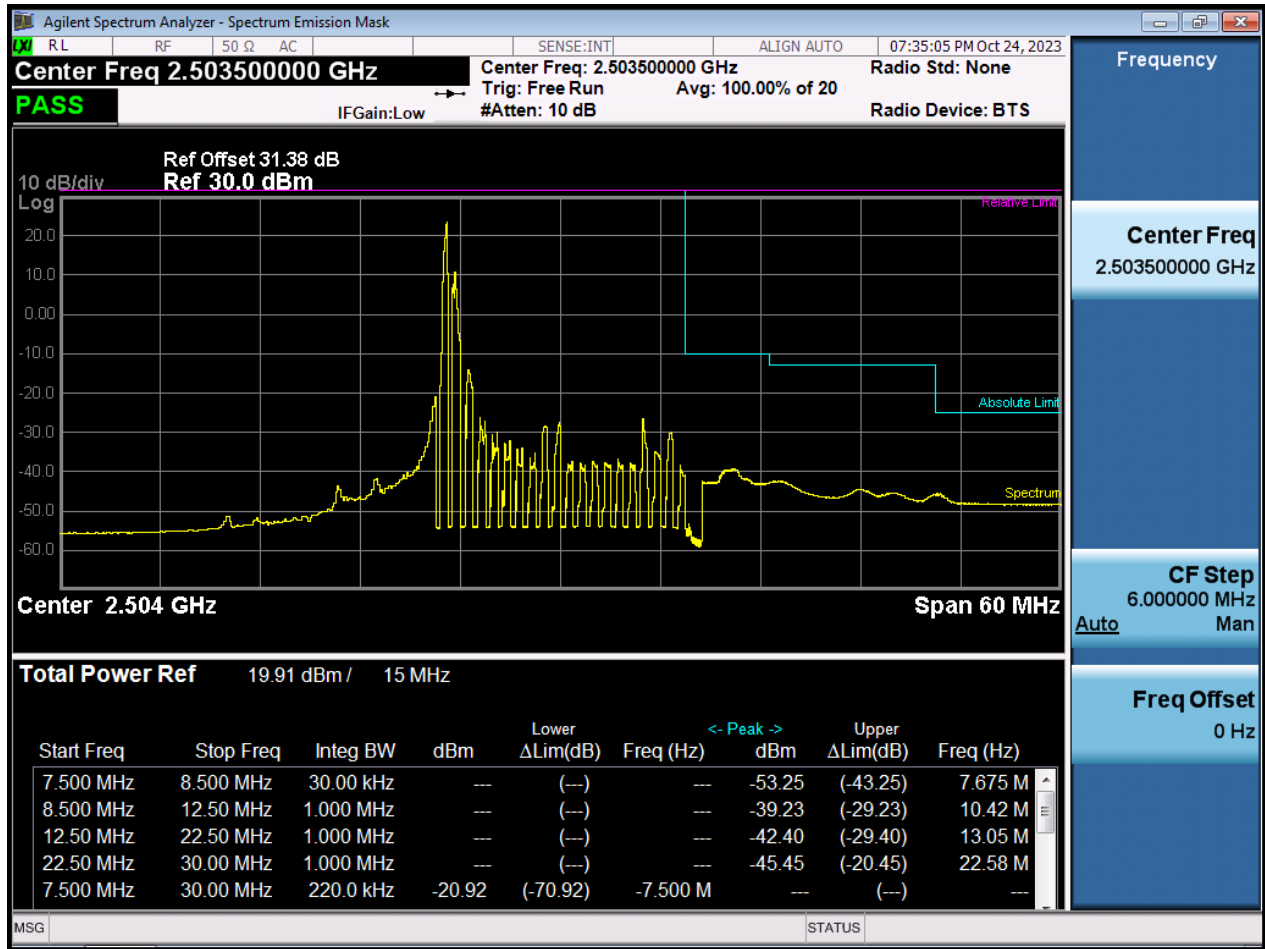 Agilent Spectrum Analyzer - Spectrum Emission Mask
LXI RL RF 50 Ω AC SENSE:INT ALIGN AUTO 07:35:05 PM Oct 24, 2023
Center Freq 2.503500000 GHz
Center Freq: 2.503500000 GHz Radio Std: None
Trig: Free Run Avg: 100.00% of 20
PASS IFGain:Low #Atten: 10 dB Radio Device: BTS
Ref Offset 31.38 dB
10 dB/div Ref 30.0 dBm
Log
Relative Limit
20.0
10.0
0.00
-10.0
-20.0
Absolute Limit
-30.0
-40.0
Spectrum
-50.0
-60.0
Center 2.504 GHz Span 60 MHz
Total Power Ref 19.91 dBm / 15 MHz
Lower <- Peak -> Upper
Start Freq Stop Freq Integ BW dBm ΔLim(dB) Freq (Hz) dBm ΔLim(dB) Freq (Hz)
7.500 MHz 8.500 MHz 30.00 kHz --- (---) --- -53.25 (-43.25) 7.675 M
8.500 MHz 12.50 MHz 1.000 MHz --- (---) --- -39.23 (-29.23) 10.42 M
12.50 MHz 22.50 MHz 1.000 MHz --- (---) --- -42.40 (-29.40) 13.05 M
22.50 MHz 30.00 MHz 1.000 MHz --- (---) --- -45.45 (-20.45) 22.58 M
7.500 MHz 30.00 MHz 220.0 kHz -20.92 (-70.92) -7.500 M --- (---) ---
MSG STATUS
Frequency
Center Freq
2.503500000 GHz
CF Step
6.000000 MHz
Auto Man
Freq Offset
0 Hz